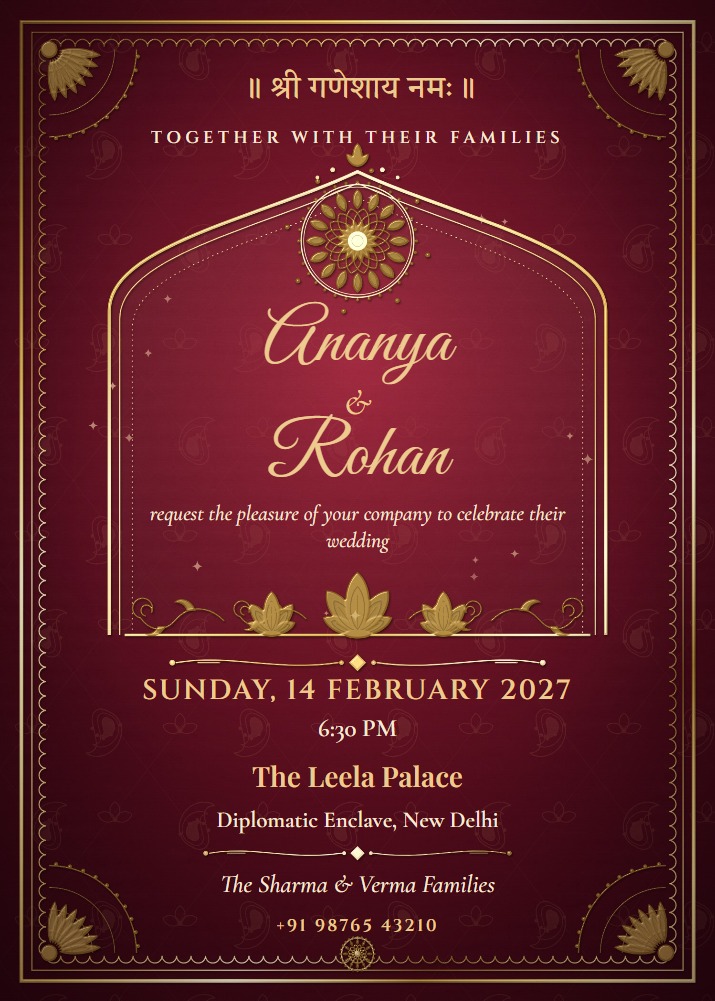 ॥ श्री गणेशाय नमः ॥
TOGETHER WITH THEIR FAMILIES
Ananya
&
Rohan
request the pleasure of your company to celebrate their
wedding
SUNDAY, 14 FEBRUARY 2027
6:30 PM
The Leela Palace
Diplomatic Enclave, New Delhi
The Sharma & Verma Families
+91 98765 43210